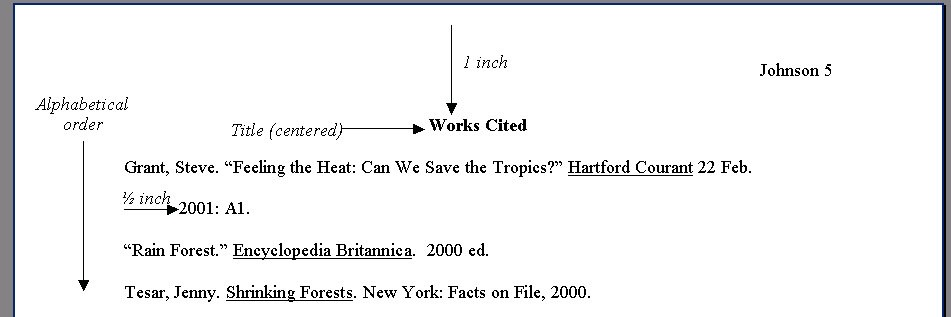 1 inch
Johnson 5
Alphabetical
order
Title (centered)
Works Cited
Grant, Steve. “Feeling the Heat: Can We Save the Tropics?” Hartford Courant 22 Feb.
½ inch
2001: A1.
“Rain Forest.” Encyclopedia Britannica.  2000 ed.
Tesar, Jenny. Shrinking Forests. New York: Facts on File, 2000.